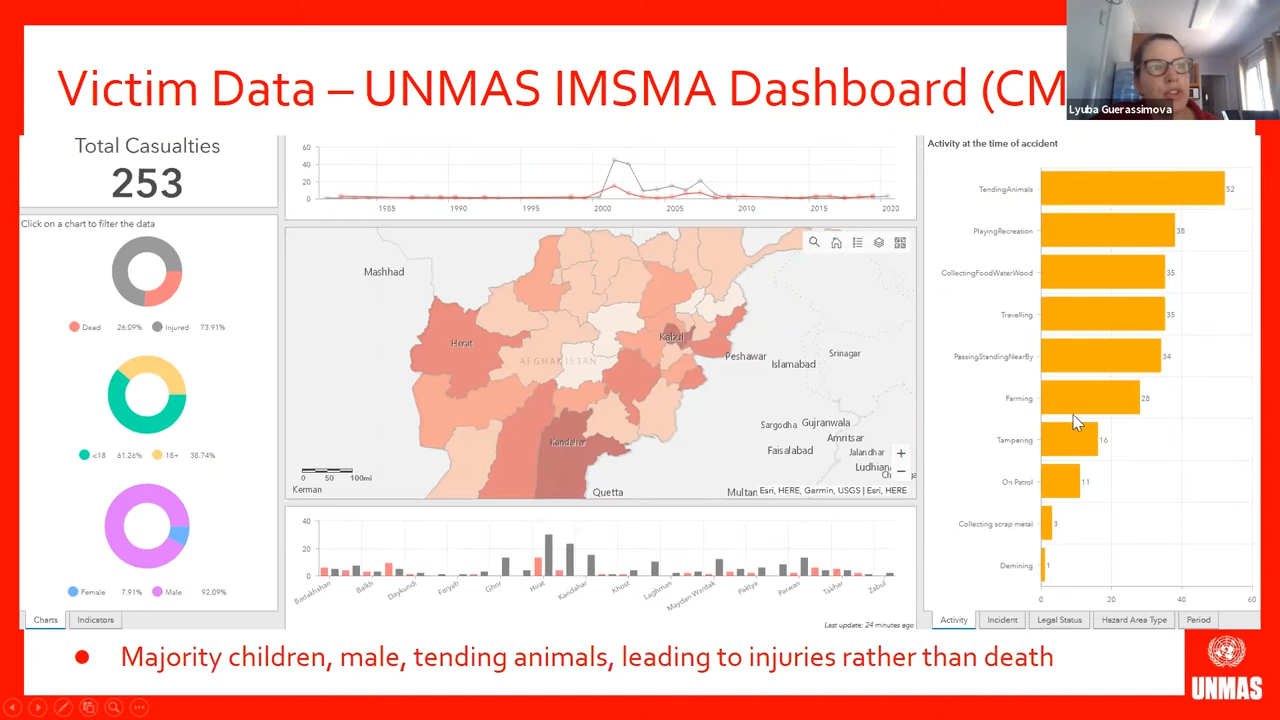 Victim Data – UNMAS IMSMA Dashboard (CM
Lyuba Guerassimova
Total Casualties
253
Click on a chart to filter the data
Dead 26.09% Injured 73.91%
<18 61.26% 18+ 38.74%
Female 7.91% Male 92.09%
Charts Indicators
60
40
20
0
1985 1990 1995 2000 2005 2010 2015 2020
Mashhad
Herat
AFGHANISTAN
Kabul
Peshawar
Srinagar
Islamabad
Kandahar
Sargodha
Gujranwala
Amritsar
Faisalabad
Jalandhar
Ludhiana
0 50 100mi
Kerman
Quetta
Multan
Esri, HERE, Garmin, USGS | Esri, HERE
40
20
0
Badakhshan Balkh Daykundi Faryab Ghor Hirat Kandahar Khost Laghman Maydan Wardak Paktya Parwan Takhar Zabul
Last update: 24 minutes ago
Activity at the time of accident
TendingAnimals 52
PlayingRecreation 38
CollectingFoodWaterWood 35
Travelling 35
PassingStandingNearBy 34
Farming 28
Tampering 16
On Patrol 11
Collecting scrap metal 3
Demining 1
0 20 40 60
Activity Incident Legal Status Hazard Area Type Period
● Majority children, male, tending animals, leading to injuries rather than death
UNMAS